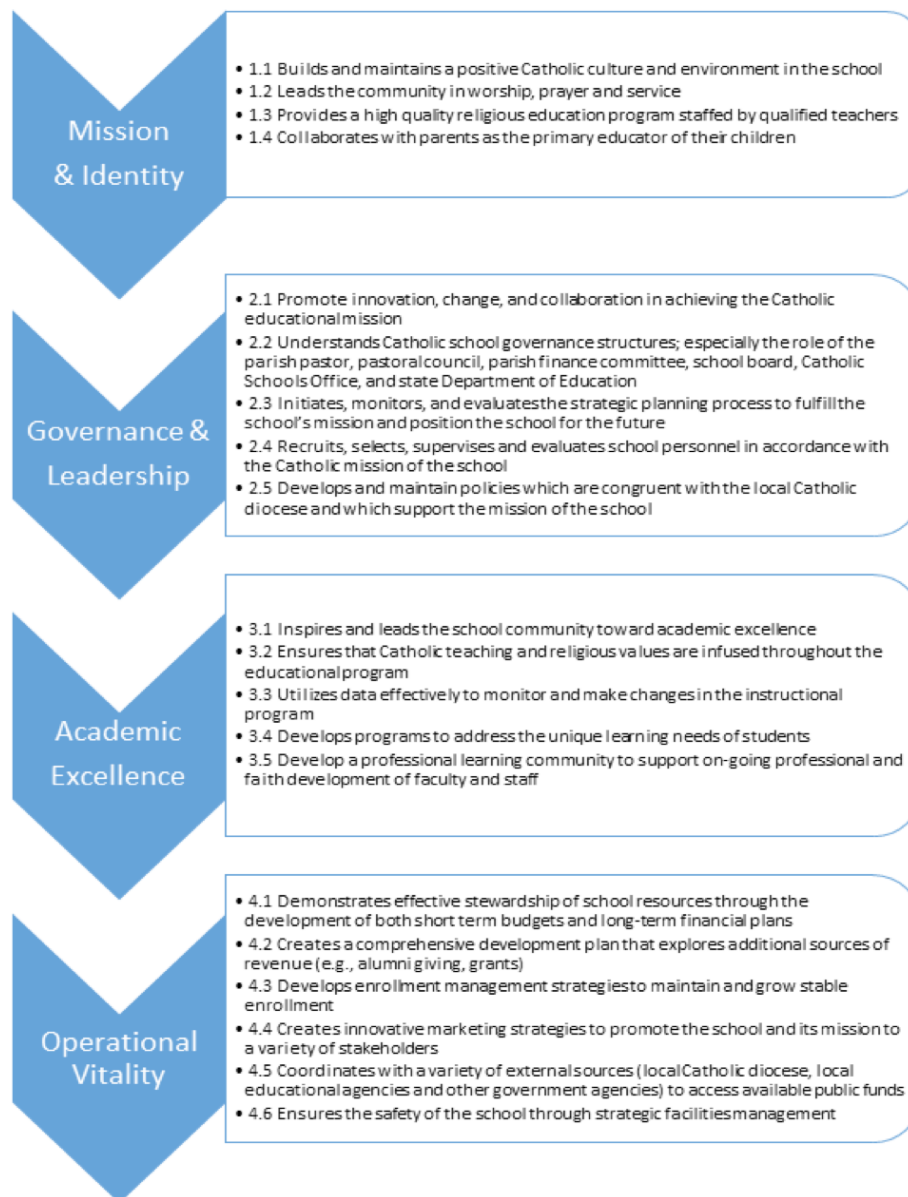 Mission
& Identity
• 1.1 Builds and maintains a positive Catholic culture and environment in the school
• 1.2 Leads the community in worship, prayer and service
• 1.3 Provides a high quality religious education program staffed by qualified teachers
• 1.4 Collaborates with parents as the primary educator of their children
Governance &
Leadership
• 2.1 Promote innovation, change, and collaboration in achieving the Catholic
educational mission
• 2.2 Understands Catholic school governance structures; especially the role of the
parish pastor, pastoral council, parish finance committee, school board, Catholic
Schools Office, and state Department of Education
• 2.3 Initiates, monitors, and evaluates the strategic planning process to fulfill the
school's mission and position the school for the future
• 2.4 Recruits, selects, supervises and evaluates school personnel in accordance with
the Catholic mission of the school
• 2.5 Develops and maintain policies which are congruent with the local Catholic
diocese and which support the mission of the school
Academic
Excellence
• 3.1 Inspires and leads the school community toward academic excellence
• 3.2 Ensures that Catholic teaching and religious values are infused throughout the
educational program
• 3.3 Utilizes data effectively to monitor and make changes in the instructional
program
• 3.4 Develops programs to address the unique learning needs of students
• 3.5 Develop a professional learning community to support on-going professional and
faith development of faculty and staff
Operational
Vitality
• 4.1 Demonstrates effective stewardship of school resources through the
development of both short term budgets and long-term financial plans
• 4.2 Creates a comprehensive development plan that explores additional sources of
revenue (e.g., alumni giving, grants)
• 4.3 Develops enrollment management strategies to maintain and grow stable
enrollment
• 4.4 Creates innovative marketing strategies to promote the school and its mission to
a variety of stakeholders
• 4.5 Coordinates with a variety of external sources (local Catholic diocese, local
educational agencies and other government agencies) to access available public funds
• 4.6 Ensures the safety of the school through strategic facilities management